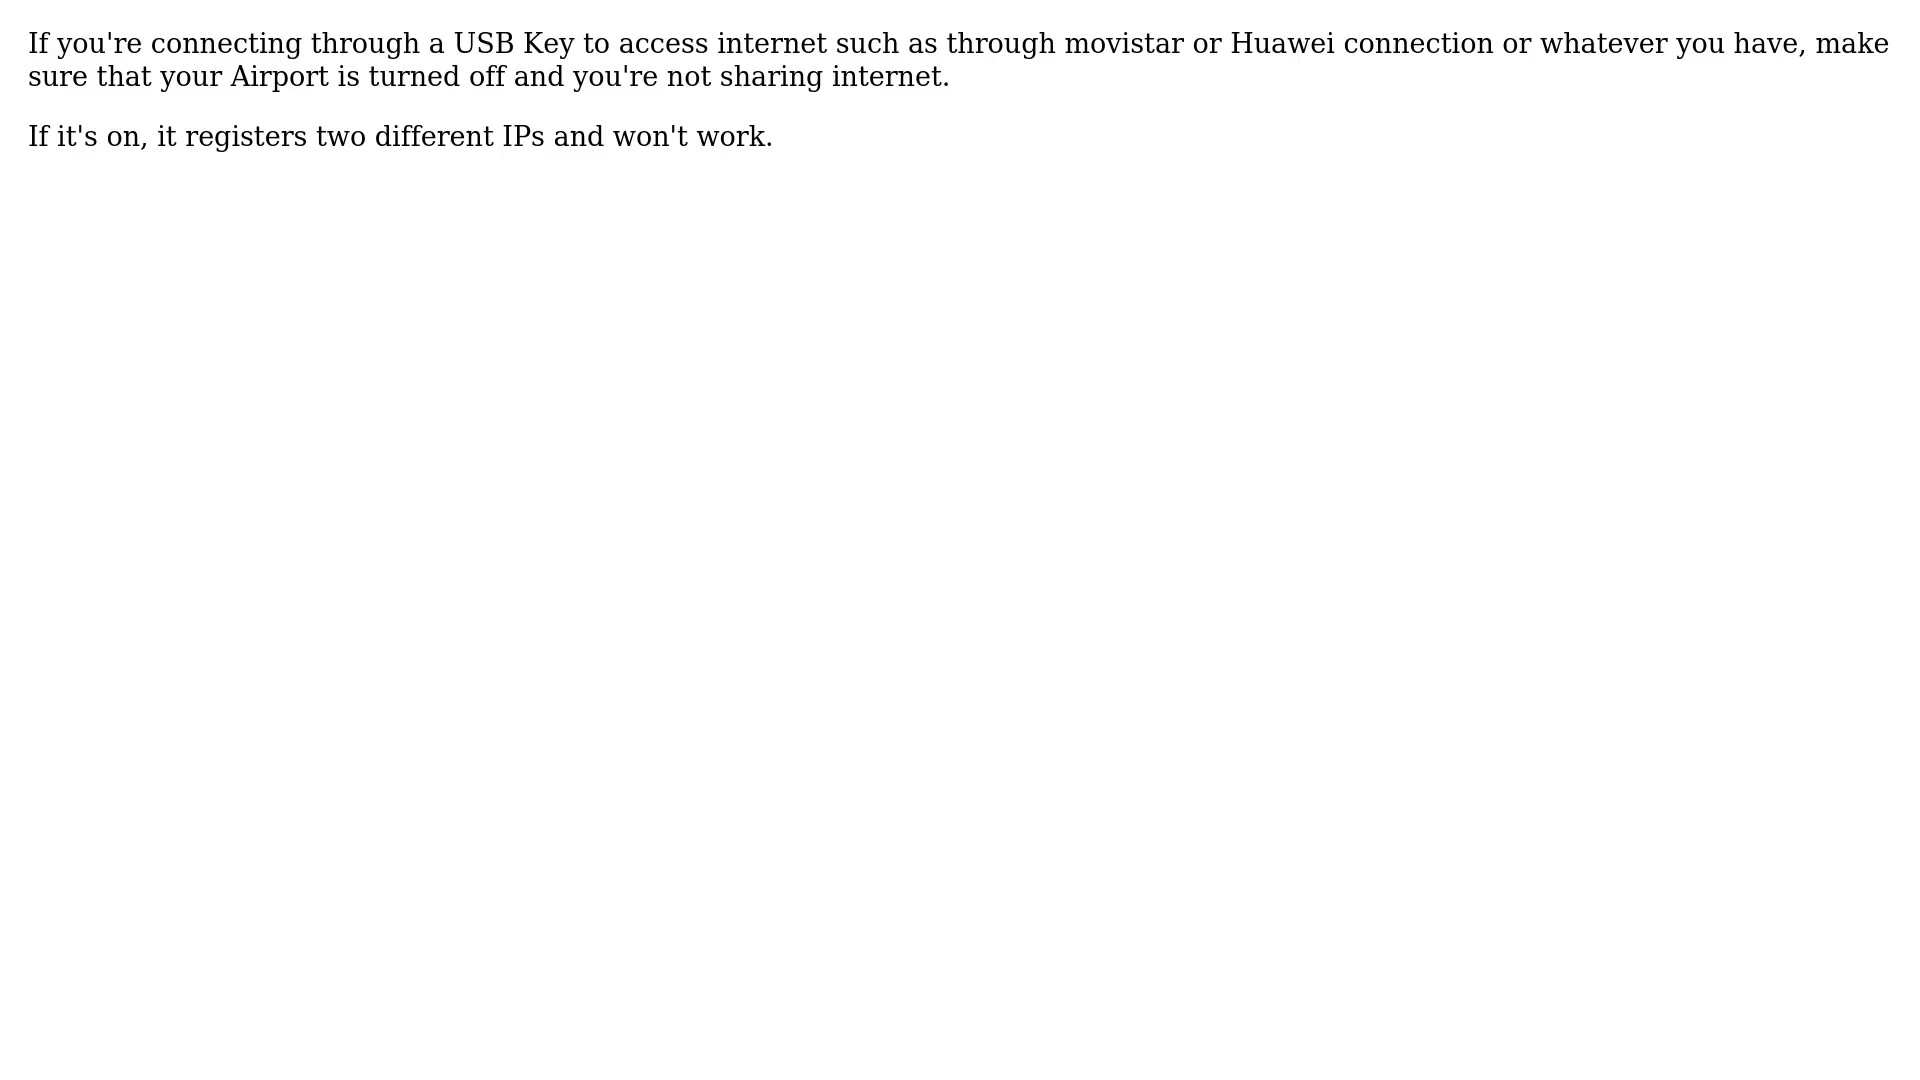 If you're connecting through a USB Key to access internet such as through movistar or Huawei connection or whatever you have, make
sure that your Airport is turned off and you're not sharing internet.
If it's on, it registers two different IPs and won't work.